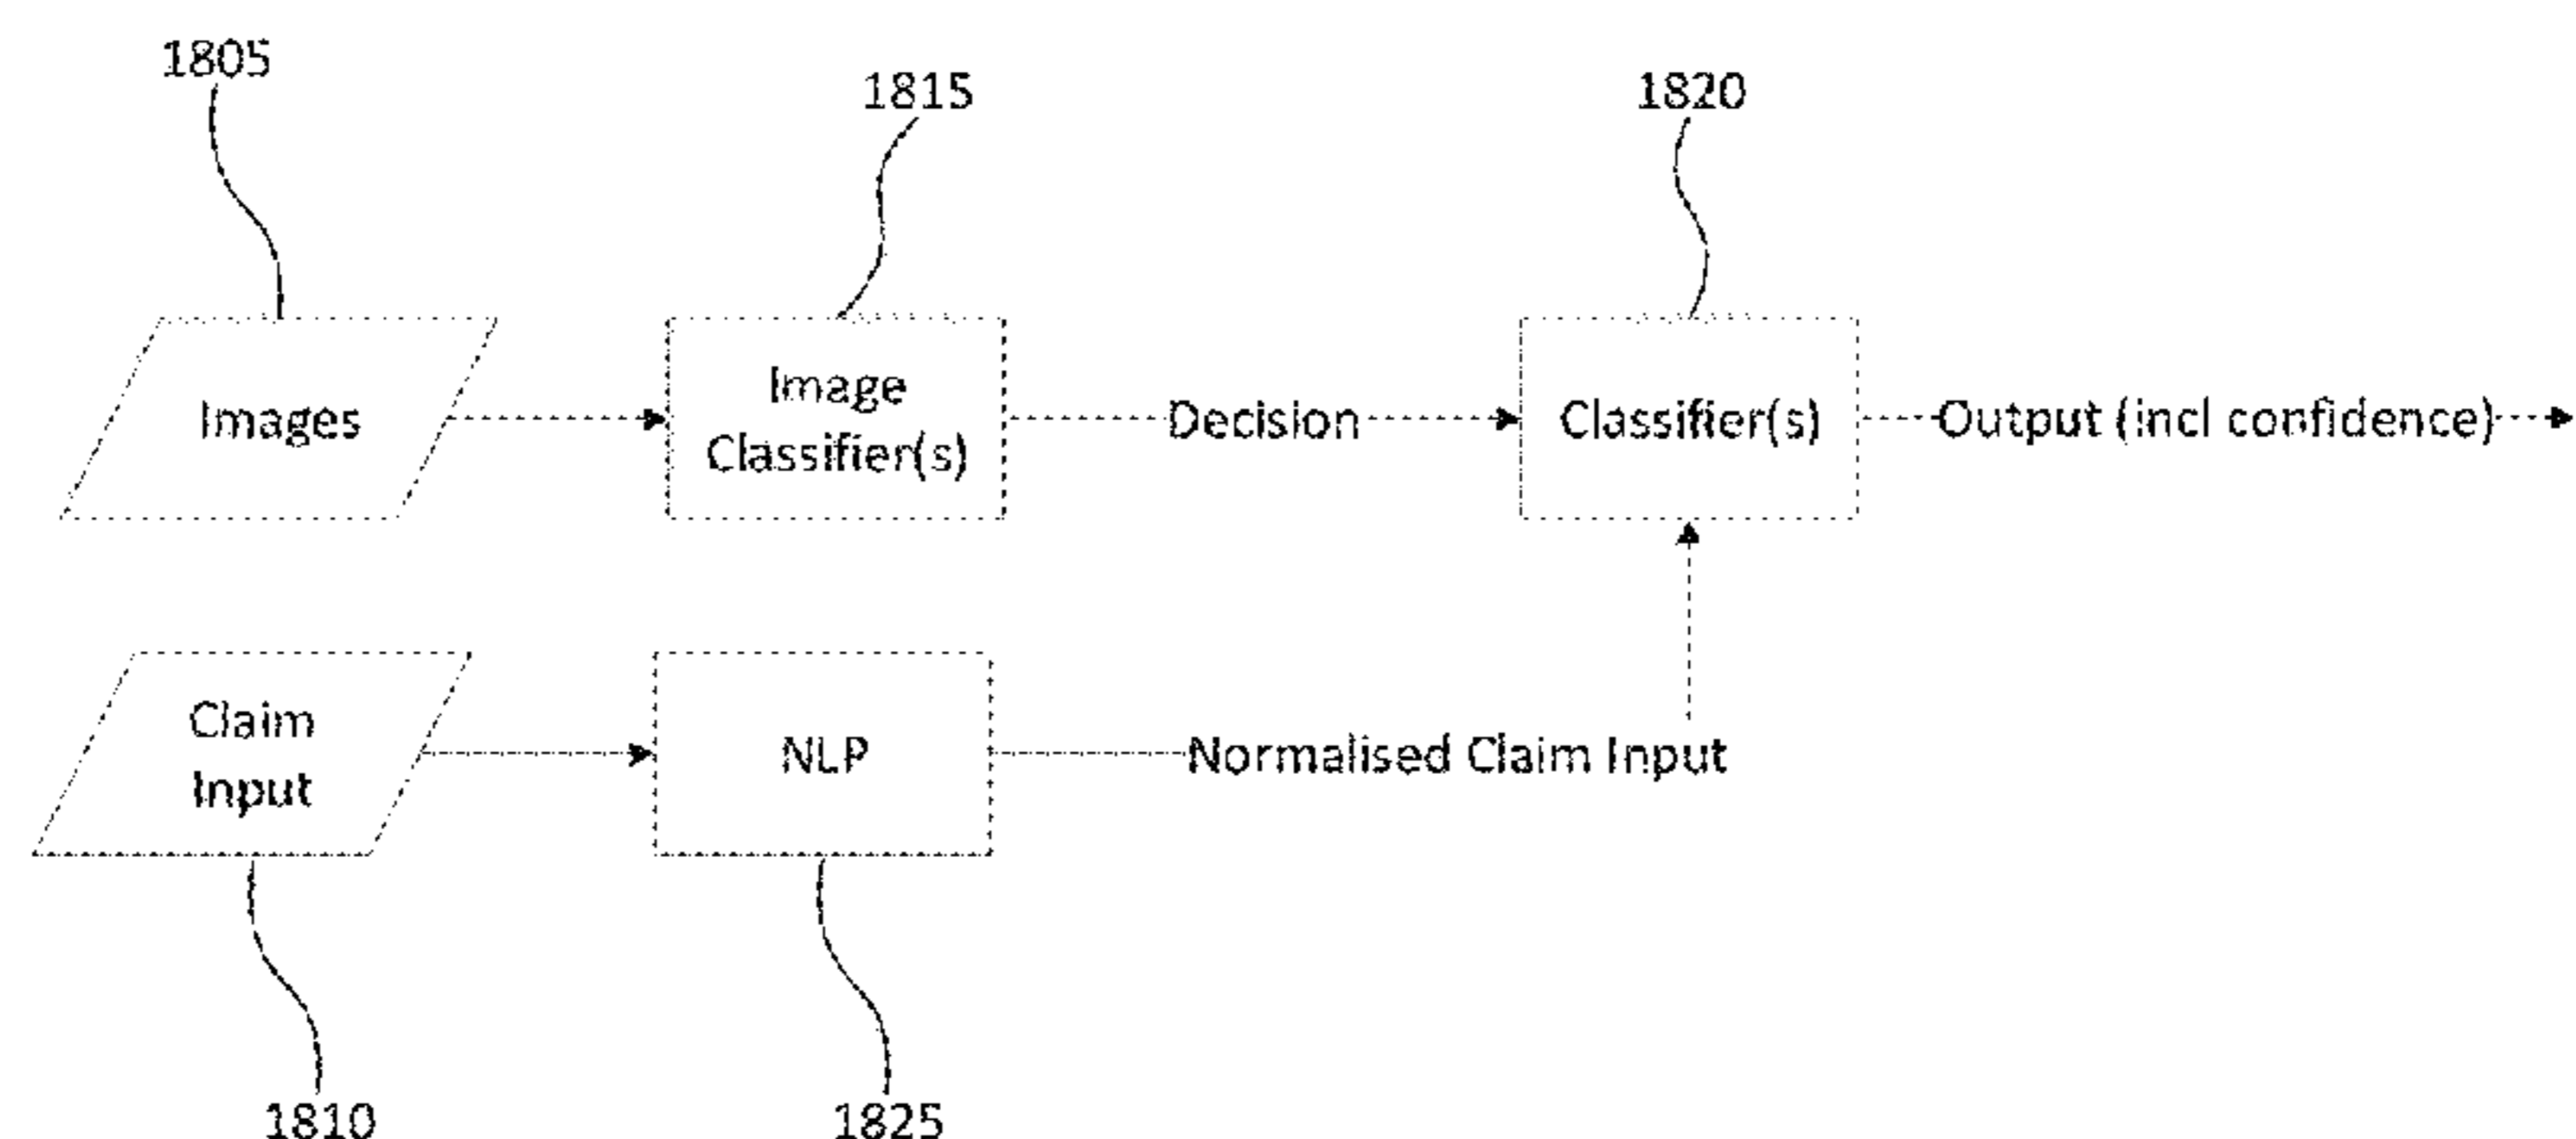 1805
1815
1820
Images
Image
Classifier(s)
Decision
Classifier(s)
Output (incl confidence)
Claim
Input
NLP
Normalised Claim Input
1810
1825